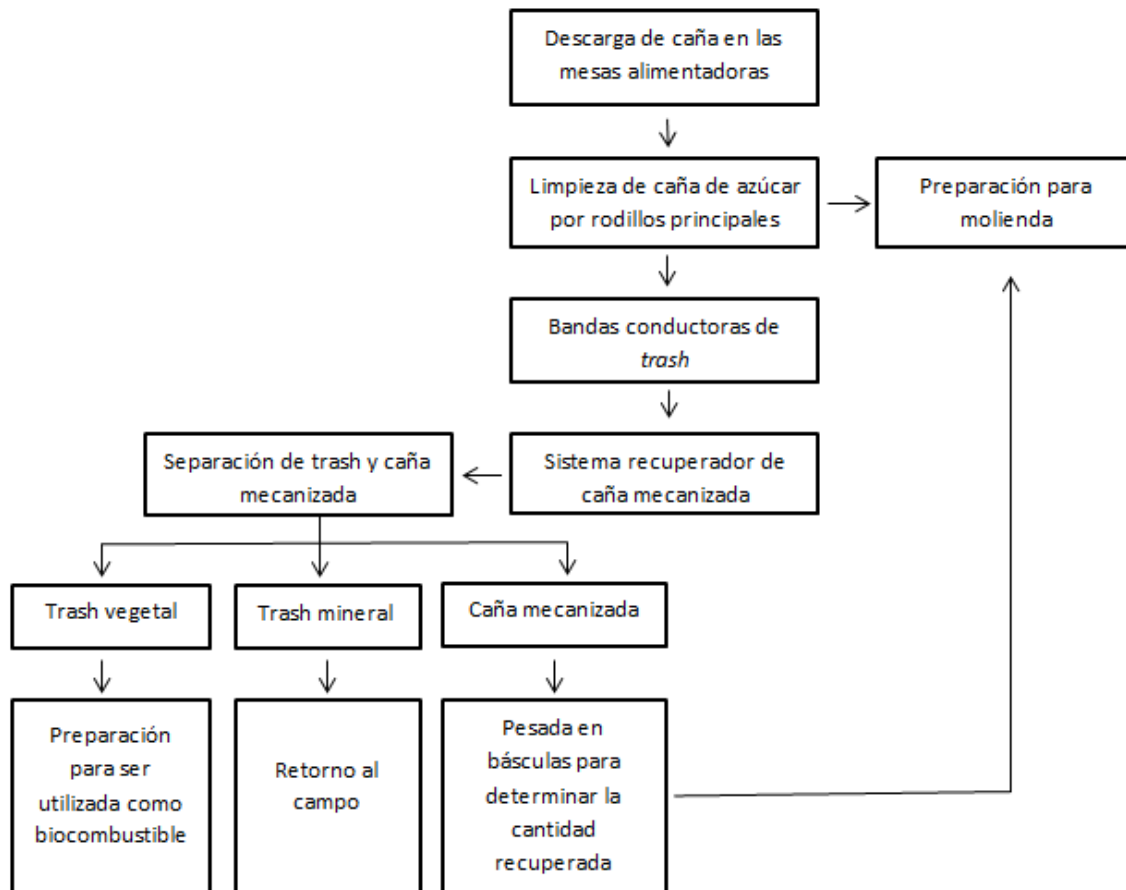 Descarga de caña en las
mesas alimentadoras
Limpieza de caña de azúcar
por rodillos principales
Preparación para
molienda
Bandas conductoras de
trash
Sistema recuperador de
caña mecanizada
Separación de trash y caña
mecanizada
Trash vegetal
Trash mineral
Caña mecanizada
Preparación
para ser
utilizada como
biocombustible
Retorno al
campo
Pesada en
básculas para
determinar la
cantidad
recuperada